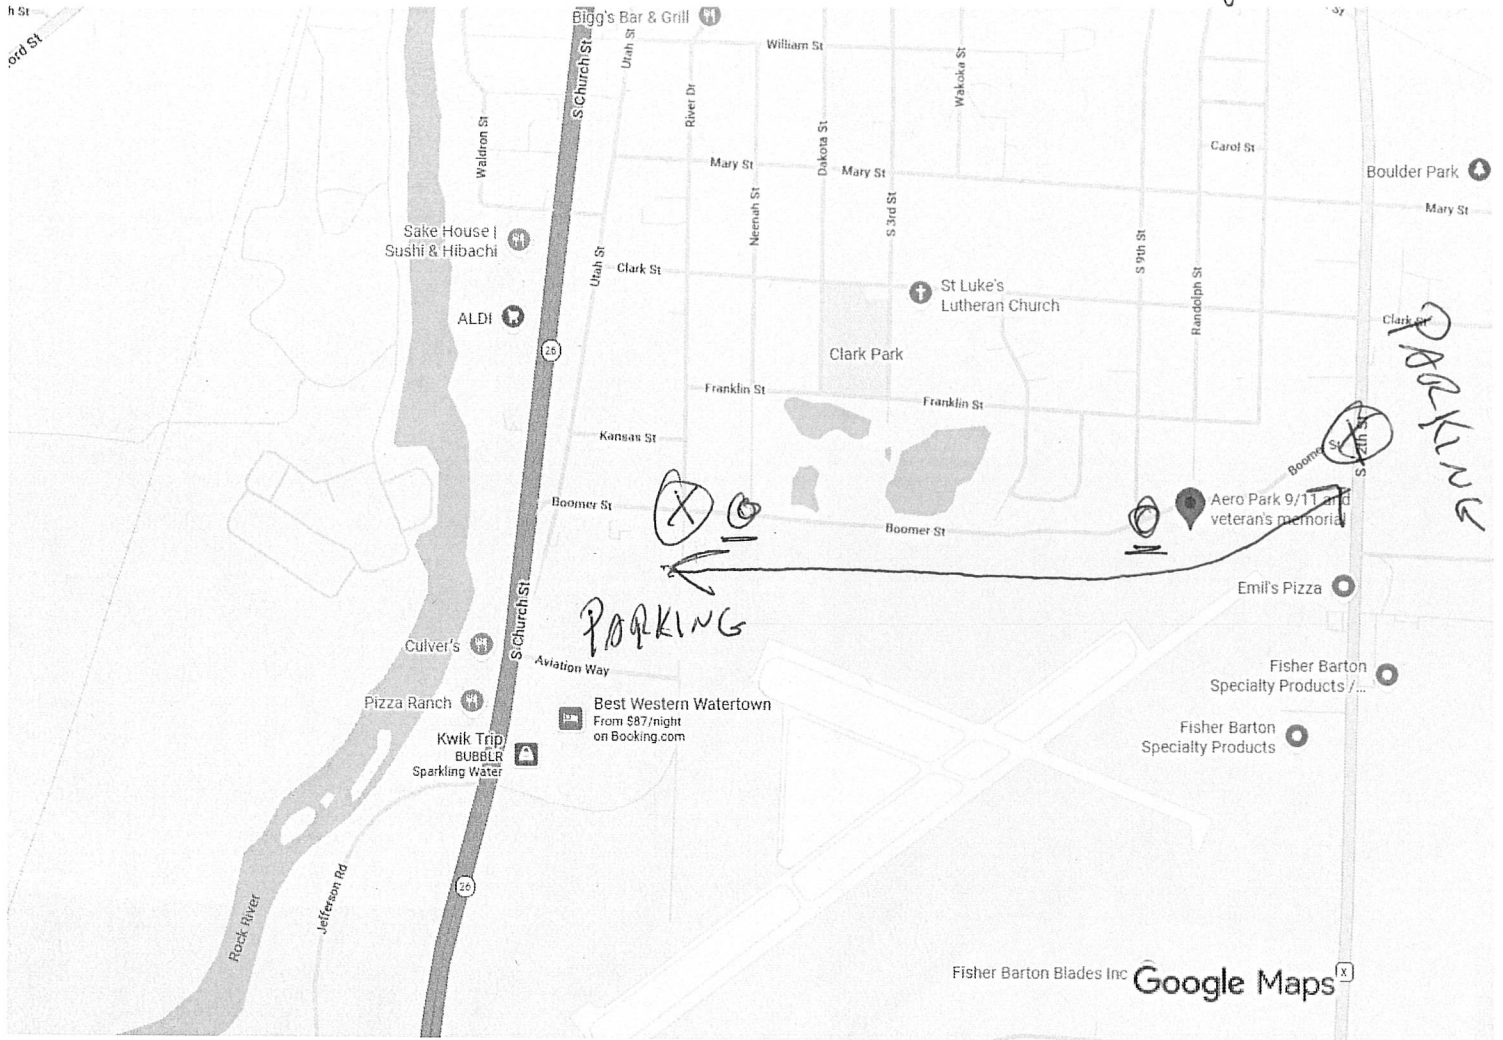 h St
ord St
Bigg's Bar & Grill
S Church St
Utah St
William St
Wakoka St
St
River Dr
Waldron St
Dakota St
Mary St
Mary St
Carol St
Boulder Park
Mary St
Neenah St
S 3rd St
S 9th St
Sake House |
Sushi & Hibachi
Utah St
Clark St
St Luke's
Lutheran Church
Randolph St
Clark St
ALDI
26
Clark Park
PARKING
Franklin St
Franklin St
Kansas St
Boomer St
X
S 12th St
Boomer St
X
Boomer St
Aero Park 9/11 and
veteran's memorial
Emil's Pizza
PARKING
S Church St
Culver's
Aviation Way
Fisher Barton
Specialty Products /...
Pizza Ranch
Best Western Watertown
From $87/night
on Booking.com
Kwik Trip
BUBBLR
Sparkling Water
Fisher Barton
Specialty Products
26
Jefferson Rd
Rock River
Fisher Barton Blades Inc
Google Maps
X